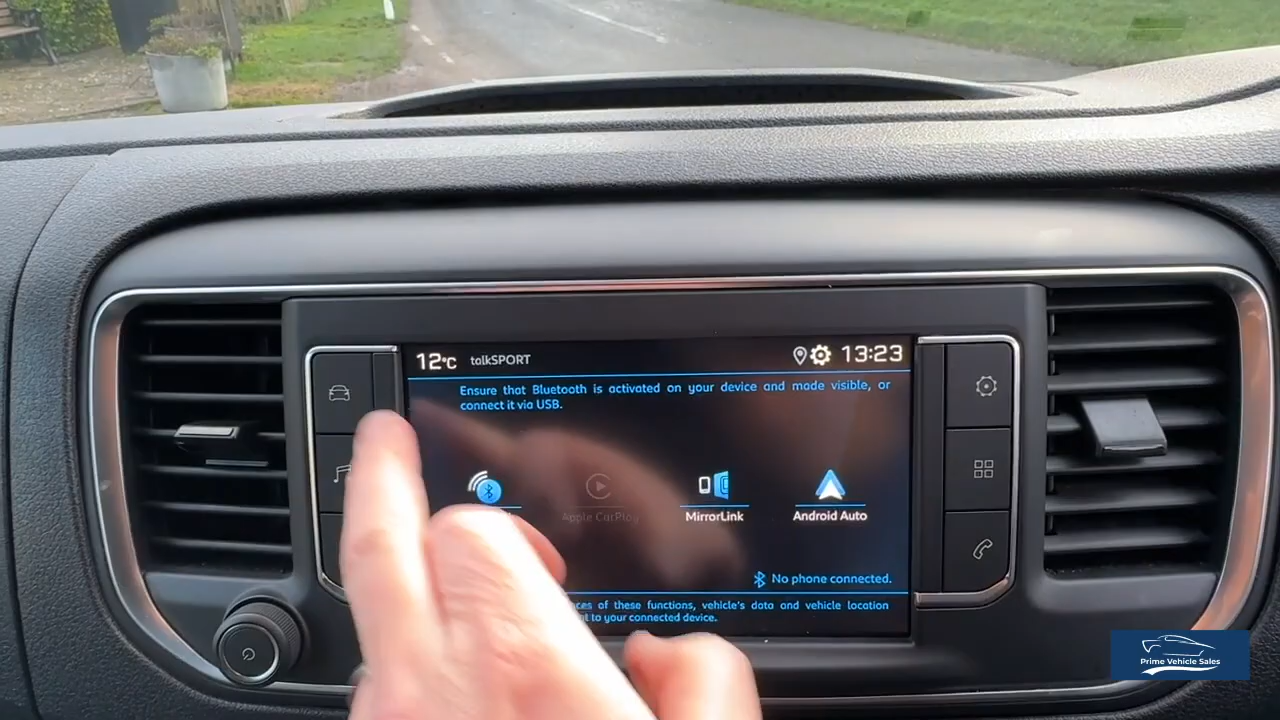 12°C talkSPORT 13:23
Ensure that Bluetooth is activated on your device and made visible, or
connect it via USB.
Apple CarPlay MirrorLink Android Auto
No phone connected.
of these functions, vehicle's data and vehicle location
to your connected device.
Prime Vehicle Sales